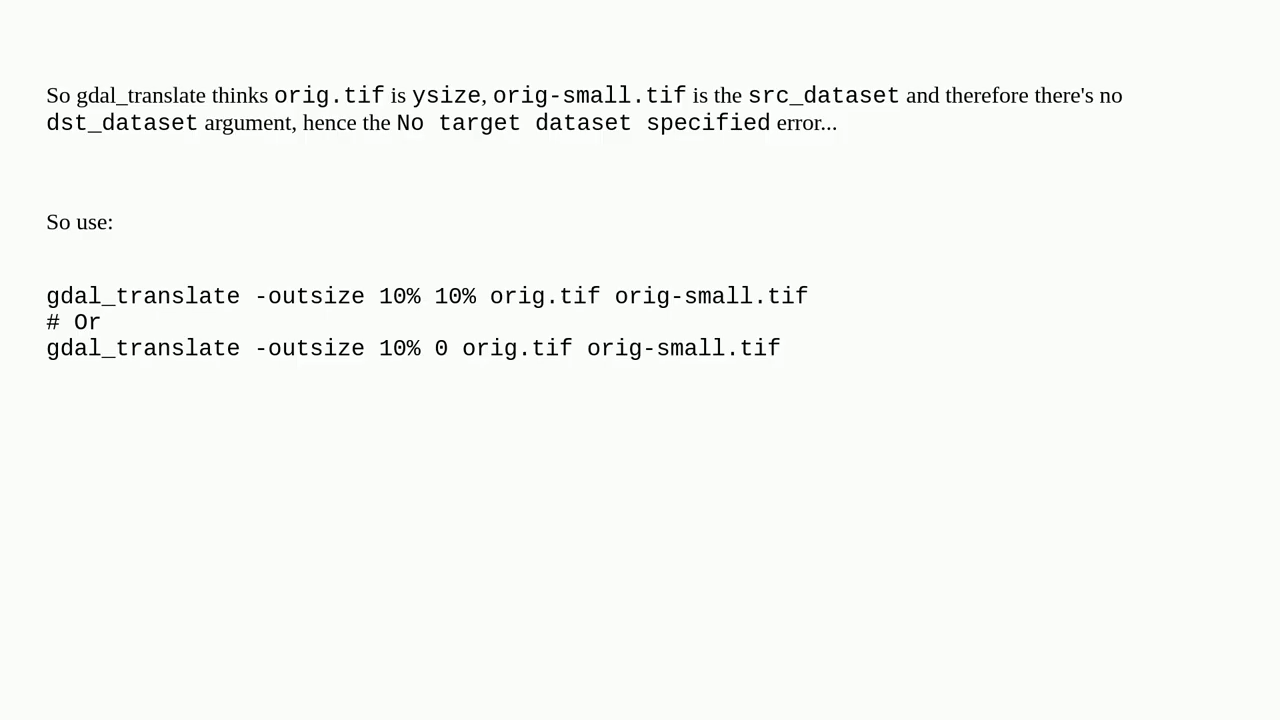 So gdal_translate thinks orig.tif is ysize, orig-small.tif is the src_dataset and therefore there's no
dst_dataset argument, hence the No target dataset specified error...
So use:
gdal_translate -outsize 10% 10% orig.tif orig-small.tif
# Or
gdal_translate -outsize 10% 0 orig.tif orig-small.tif